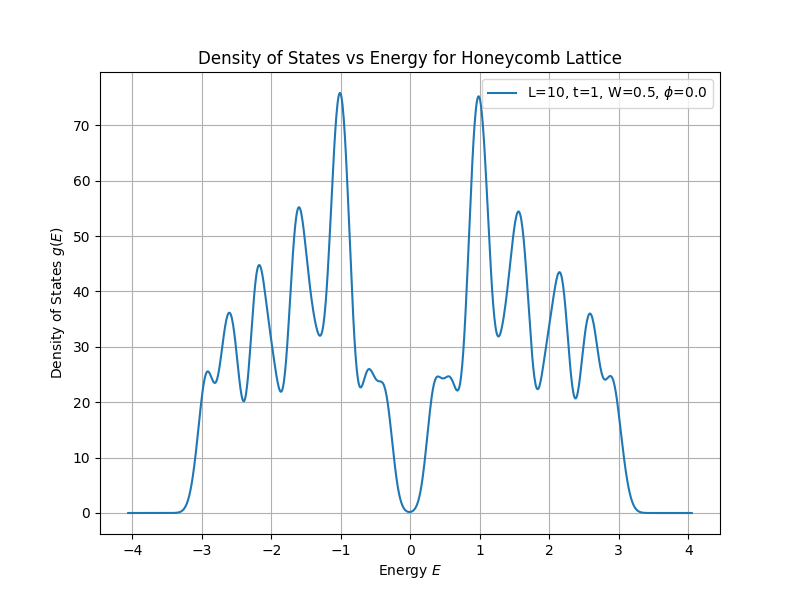 Density of States vs Energy for Honeycomb Lattice
L=10, t=1, W=0.5, ϕ=0.0
Density of States g(E)
70
60
50
40
30
20
10
0
−4 −3 −2 −1 0 1 2 3 4
Energy E